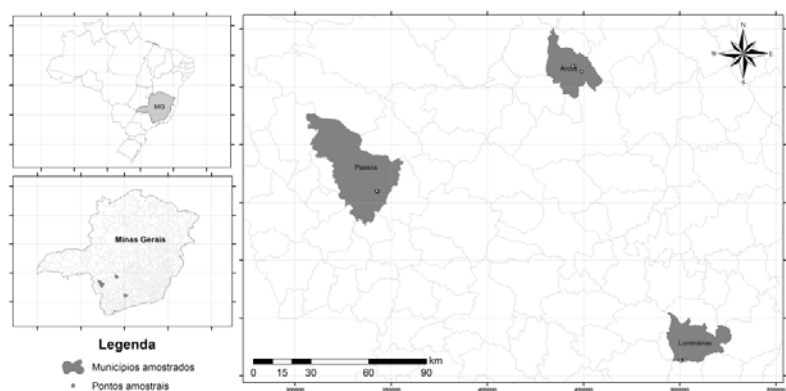 MG
Minas Gerais
Legenda
Municípios amostrados
Pontos amostrais
Arcos
Passos
Luminárias
N
W
E
S
0 15 30 60 90
km